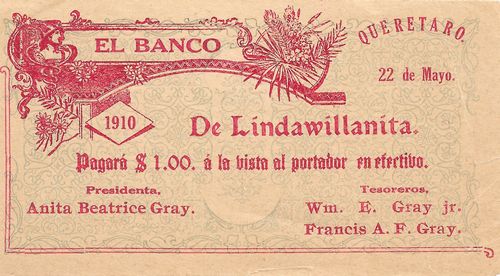 EL BANCO
QUERETARO.
22 de Mayo.
1910
De Lindawillanita.
Pagará $ 1.00. á la vista al portador en efectivo.
Presidenta,
Anita Beatrice Gray.
Tesoreros,
Wm. E. Gray jr.
Francis A. F. Gray.